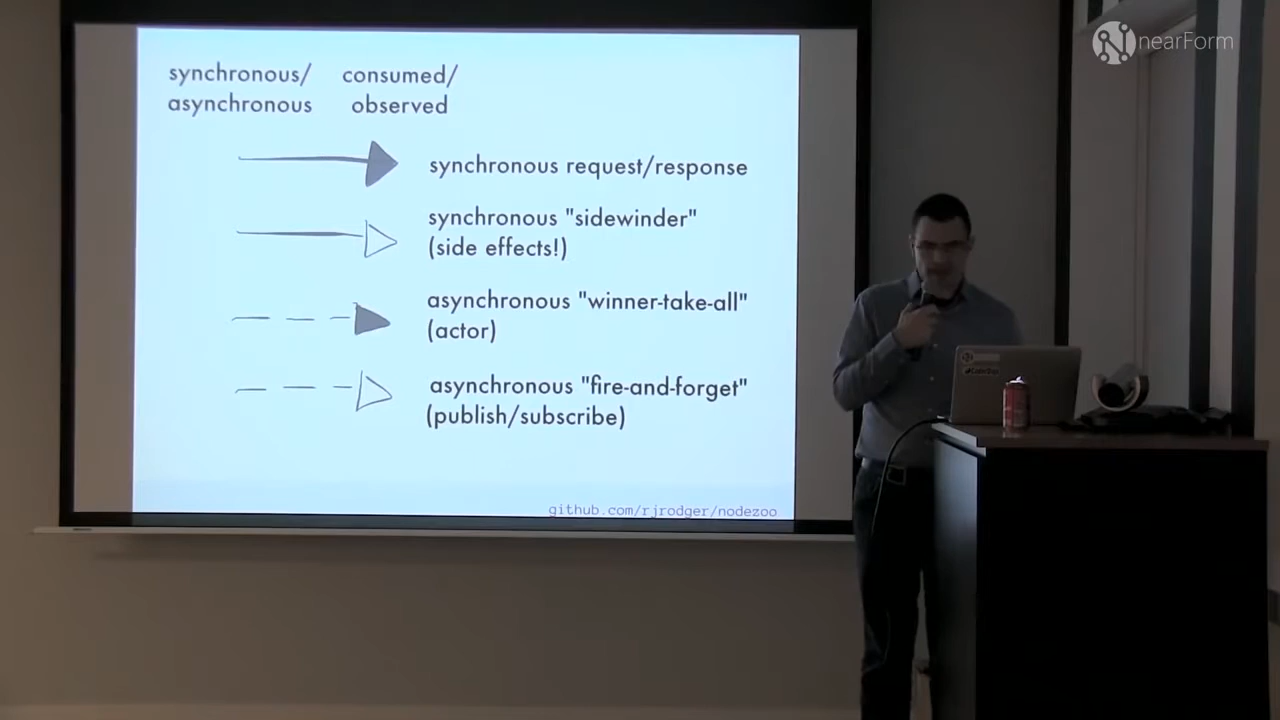 synchronous/
asynchronous
consumed/
observed
synchronous request/response
synchronous "sidewinder"
(side effects!)
asynchronous "winner-take-all"
(actor)
asynchronous "fire-and-forget"
(publish/subscribe)
github.com/rjrodger/nodezoo
nearForm